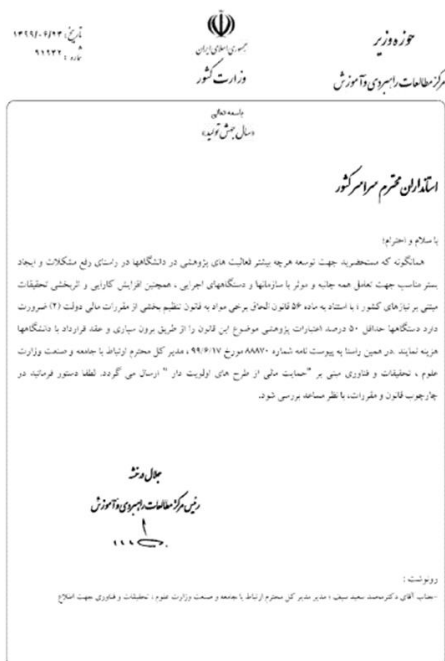 حوزه وزیر
مرکز مطالعات راهبردی و آموزش
جمهوری اسلامی ایران
وزارت کشور
تاریخ: ۱۳۹۹/۰۶/۲۳
شماره: ۹۱۲۳۲
باسمه تعالی
«سال جهش تولید»
استانداران محترم سراسر کشور
با سلام و احترام؛
همانگونه که مستحضرید جهت توسعه هرچه بیشتر فعالیت های پژوهشی در دانشگاهها در راستای رفع مشکلات و ایجاد
بستر مناسب جهت تعامل همه جانبه و موثر با سازمانها و دستگاههای اجرایی ، همچنین افزایش کارایی و اثربخشی تحقیقات
مبتنی بر نیازهای کشور ؛ با استناد به ماده ۵۶ قانون الحاق برخی مواد به قانون تنظیم بخشی از مقررات مالی دولت (۲) ضرورت
دارد دستگاهها حداقل ۵۰ درصد اعتبارات پژوهشی موضوع این قانون را از طریق برون سپاری و عقد قرارداد با دانشگاهها
هزینه نمایند .در همین راستا به پیوست نامه شماره ۸۸۸۷۰ مورخ ۹۹/۶/۱۷ ، مدیر کل محترم ارتباط با جامعه و صنعت وزارت
علوم ، تحقیقات و فناوری مبنی بر "حمایت مالی از طرح های اولویت دار " ارسال می گردد. لطفا دستور فرمائید در
چارچوب قانون و مقررات، با نظر مساعد بررسی شود.
جلال درخشه
رئیس مرکز مطالعات راهبردی و آموزش
رونوشت :
-جناب آقای دکتر محمد سعید سیف ؛ مدیر مدیر کل محترم ارتباط با جامعه و صنعت وزارت علوم ، تحقیقات و فناوری جهت اطلاع